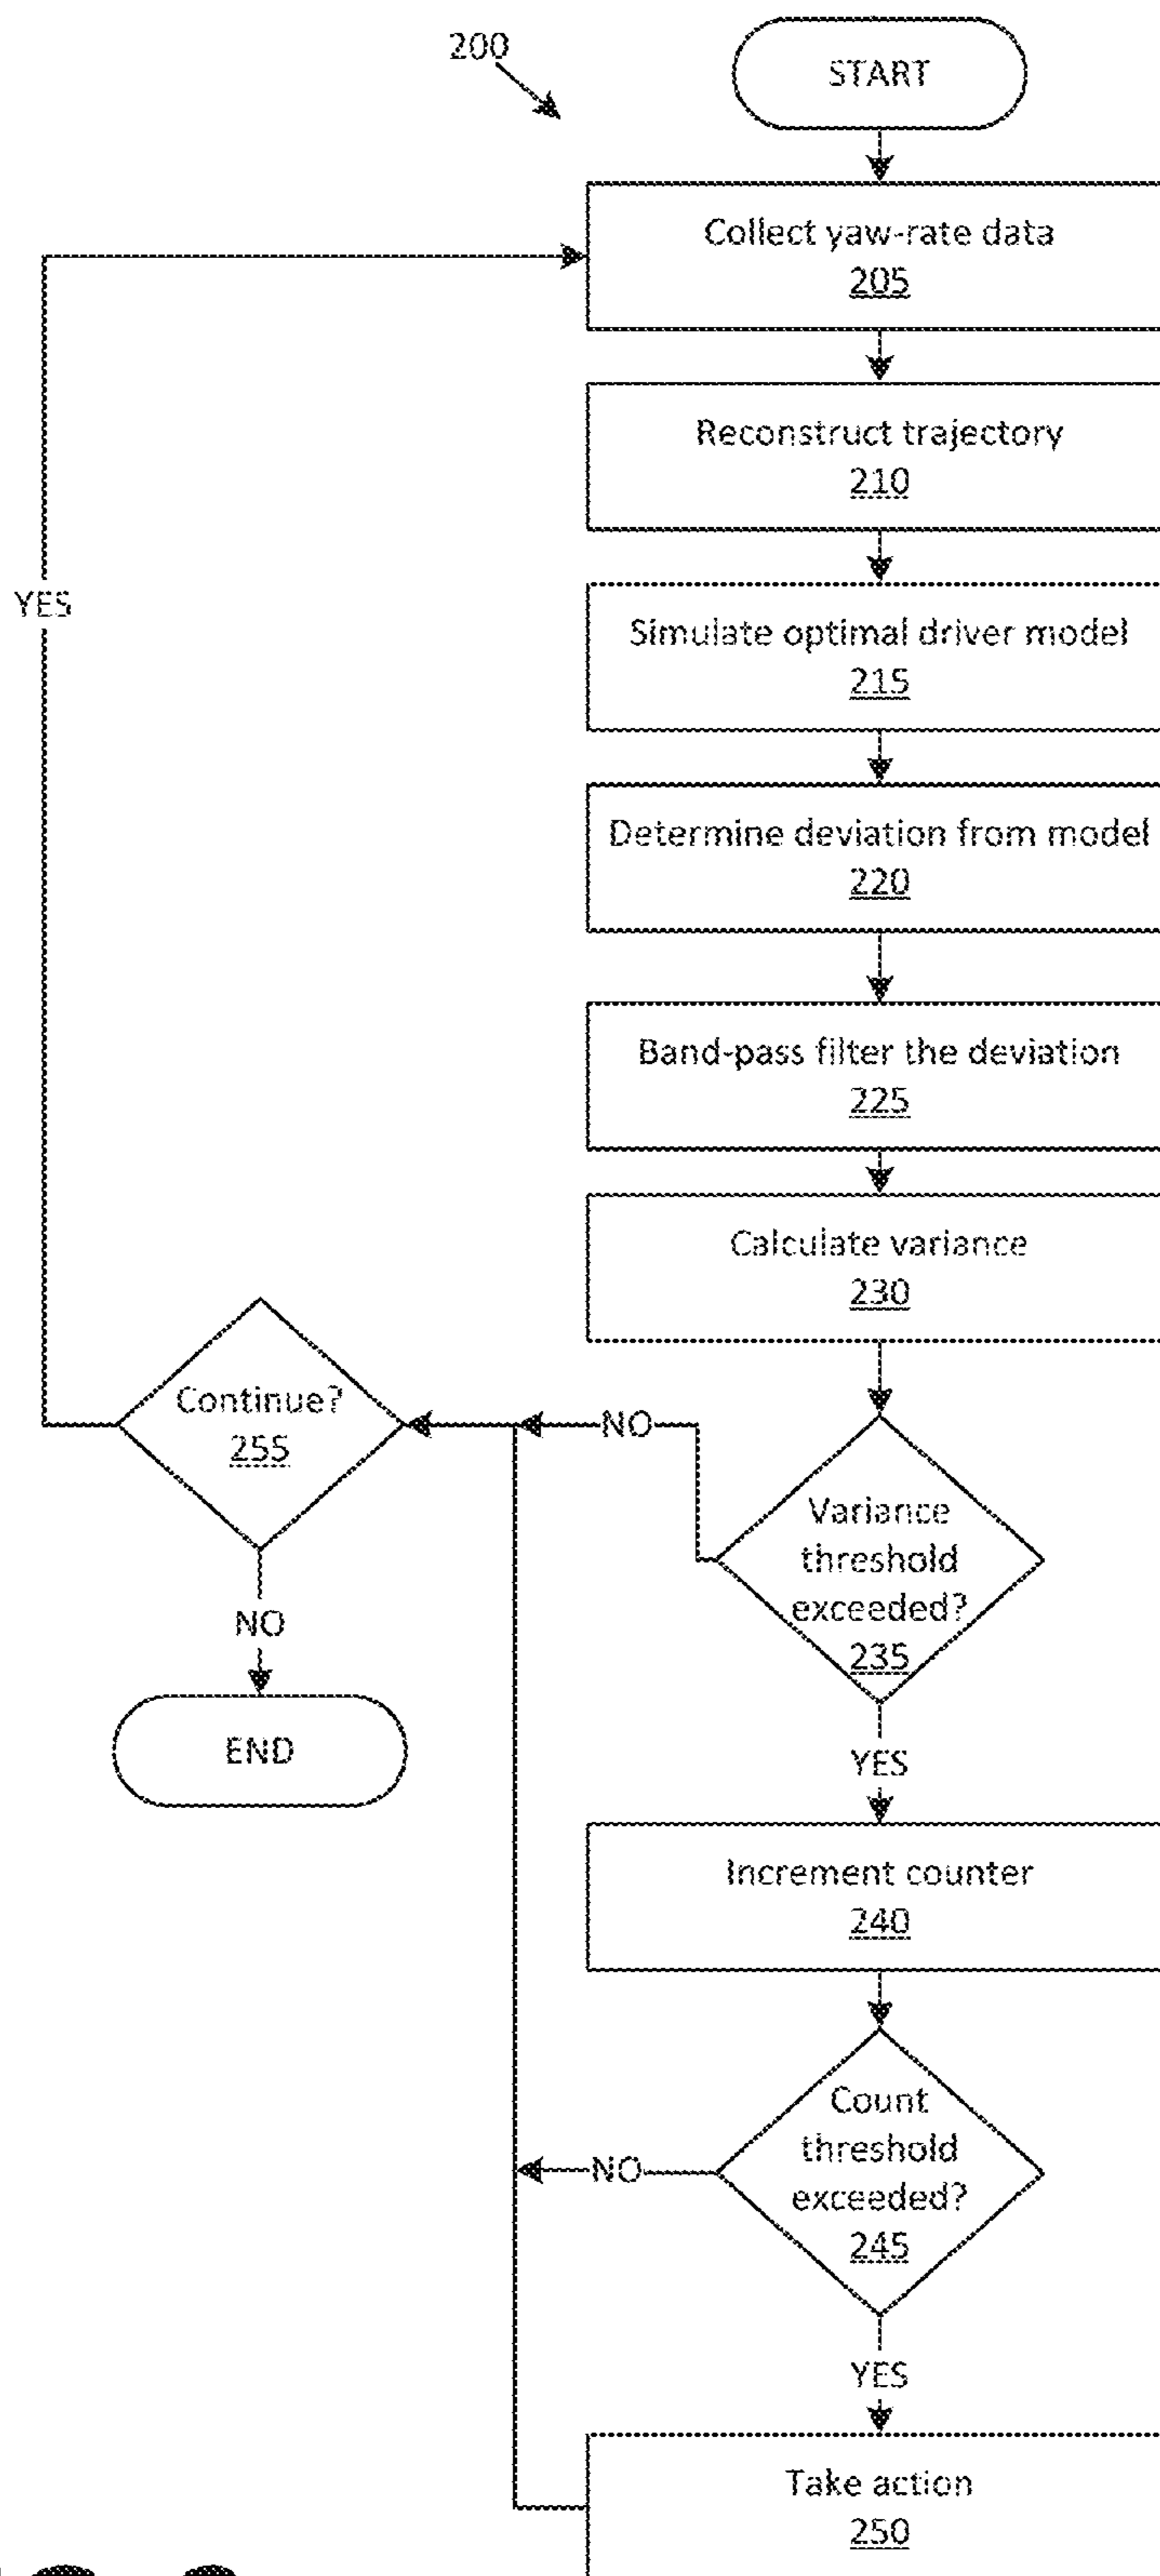 200
START
Collect yaw-rate data
205
Reconstruct trajectory
210
YES
Simulate optimal driver model
215
Determine deviation from model
220
Band-pass filter the deviation
225
Calculate variance
230
Continue?
255
NO
Variance
threshold
exceeded?
235
NO
END
YES
Increment counter
240
Count
threshold
exceeded?
245
NO
YES
Take action
250